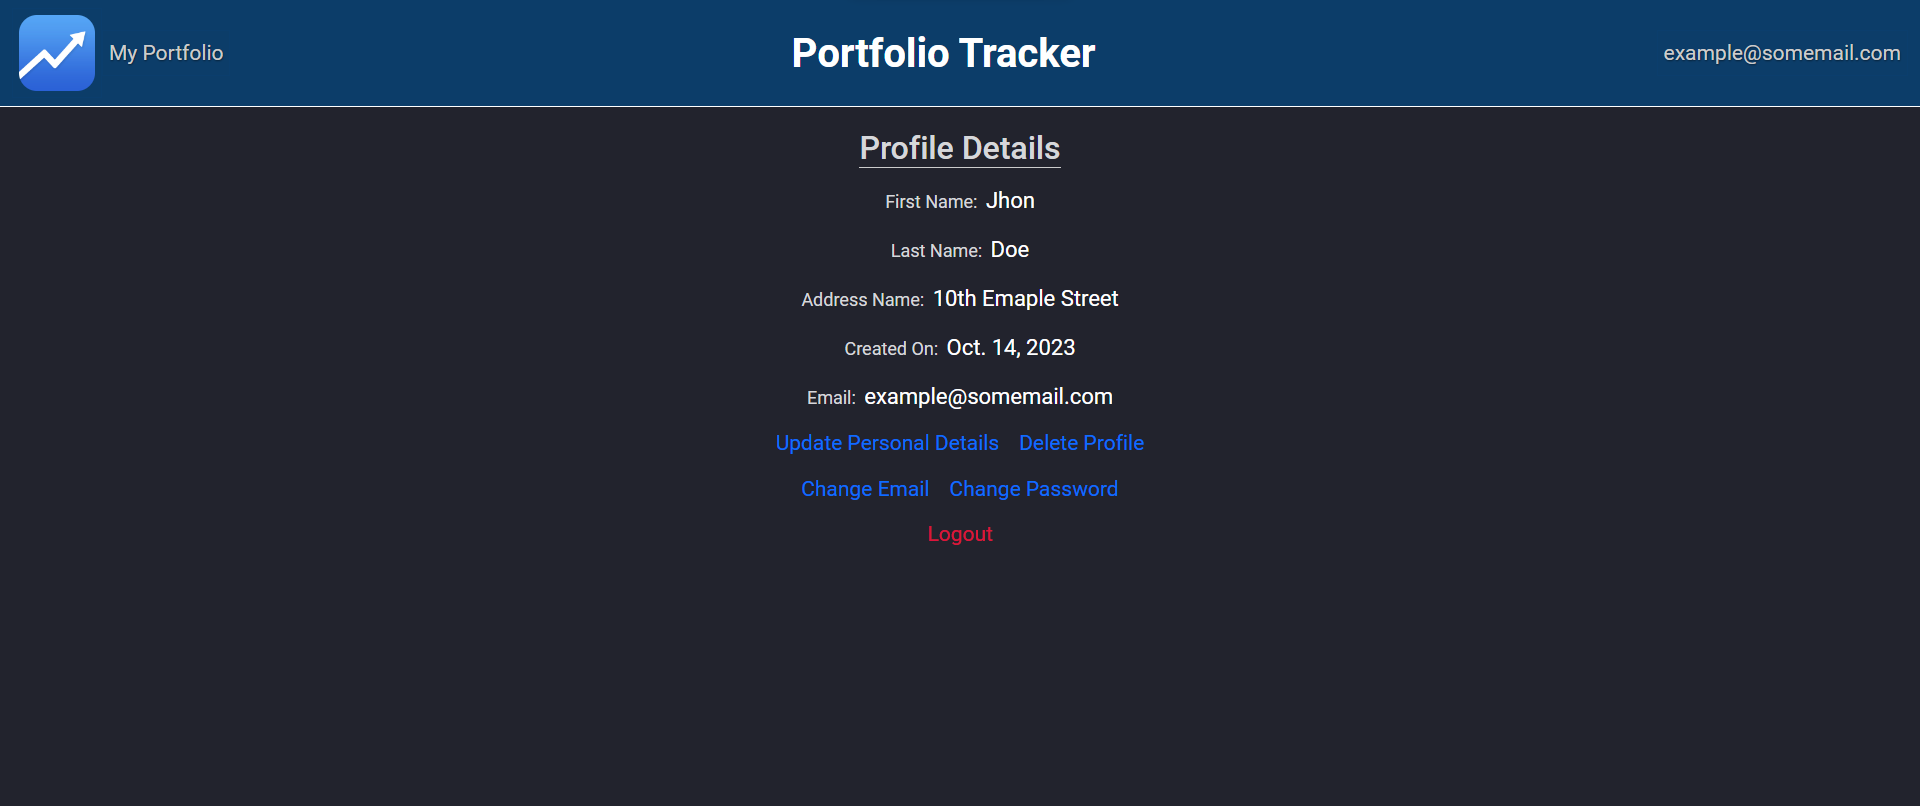 My Portfolio
Portfolio Tracker
example@somemail.com
Profile Details
First Name: Jhon
Last Name: Doe
Address Name: 10th Emaple Street
Created On: Oct. 14, 2023
Email: example@somemail.com
Update Personal Details Delete Profile
Change Email Change Password
Logout